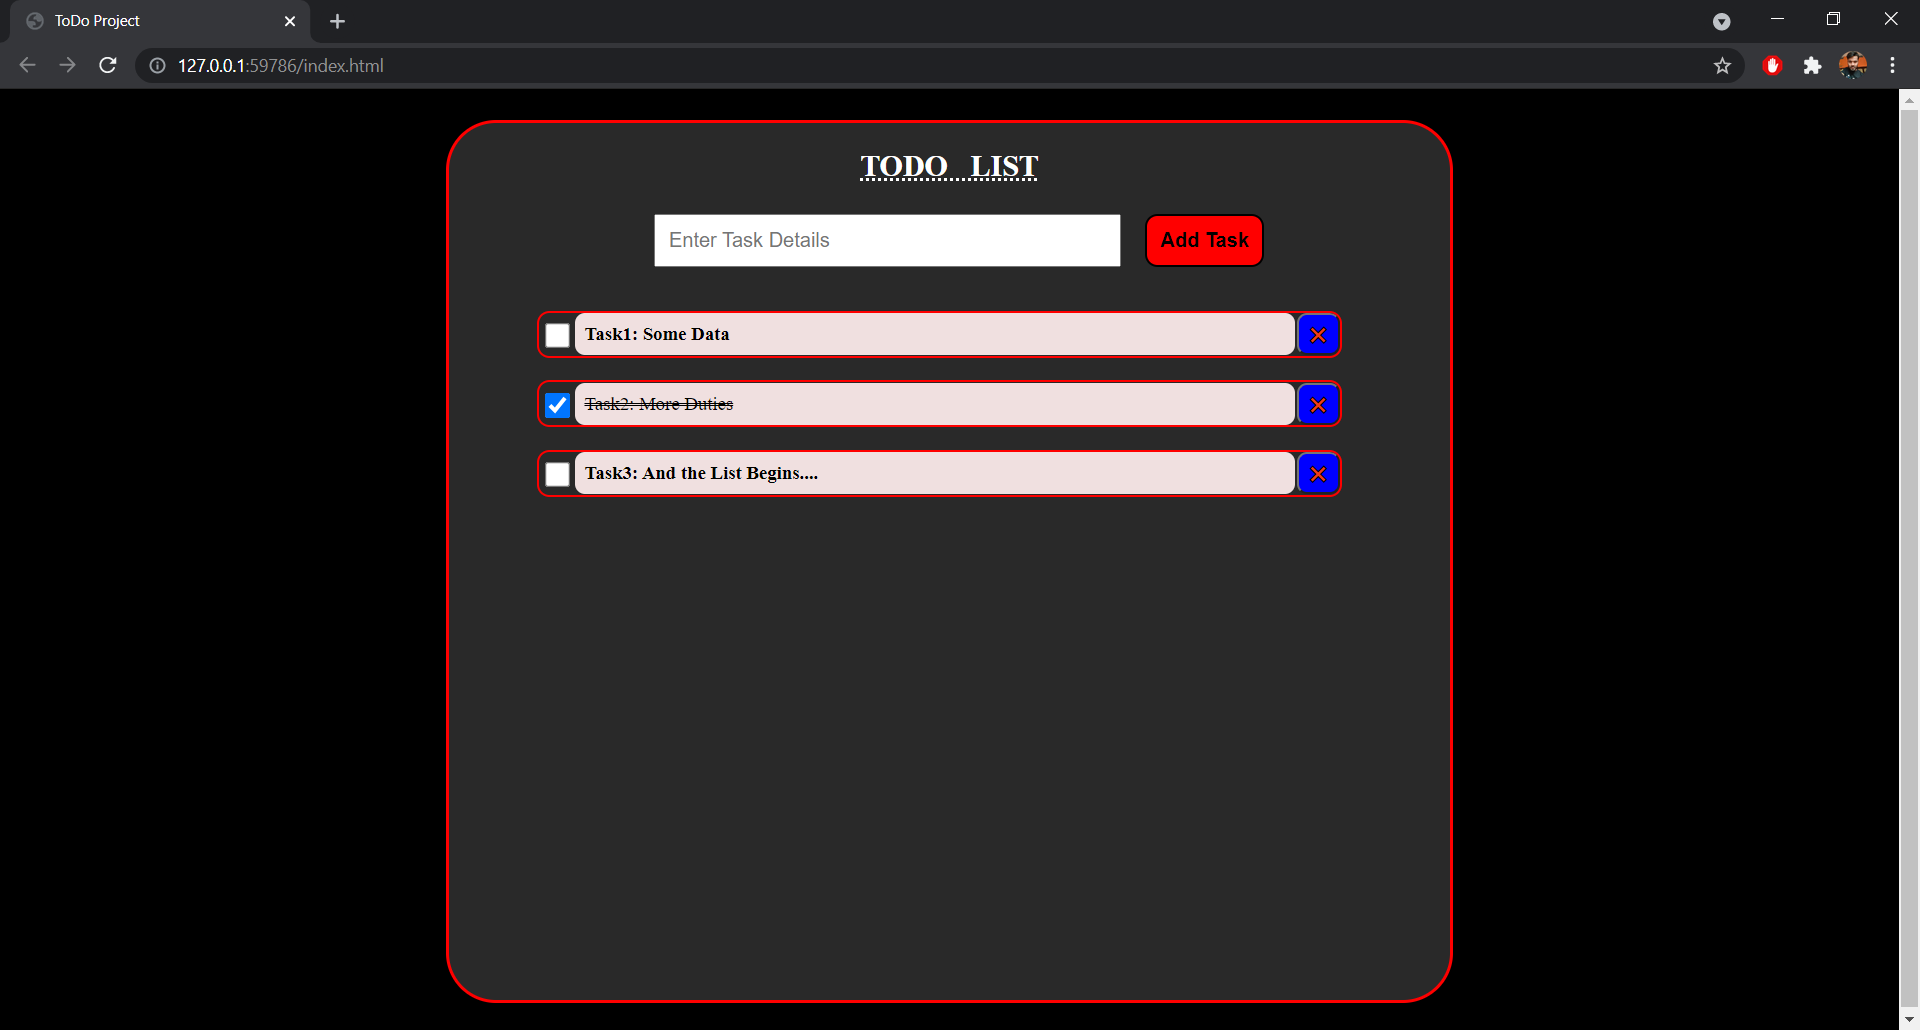 ToDo Project
127.0.0.1:59786/index.html
TODO LIST
Enter Task Details
Add Task
Task1: Some Data
Task2: More Duties
Task3: And the List Begins....